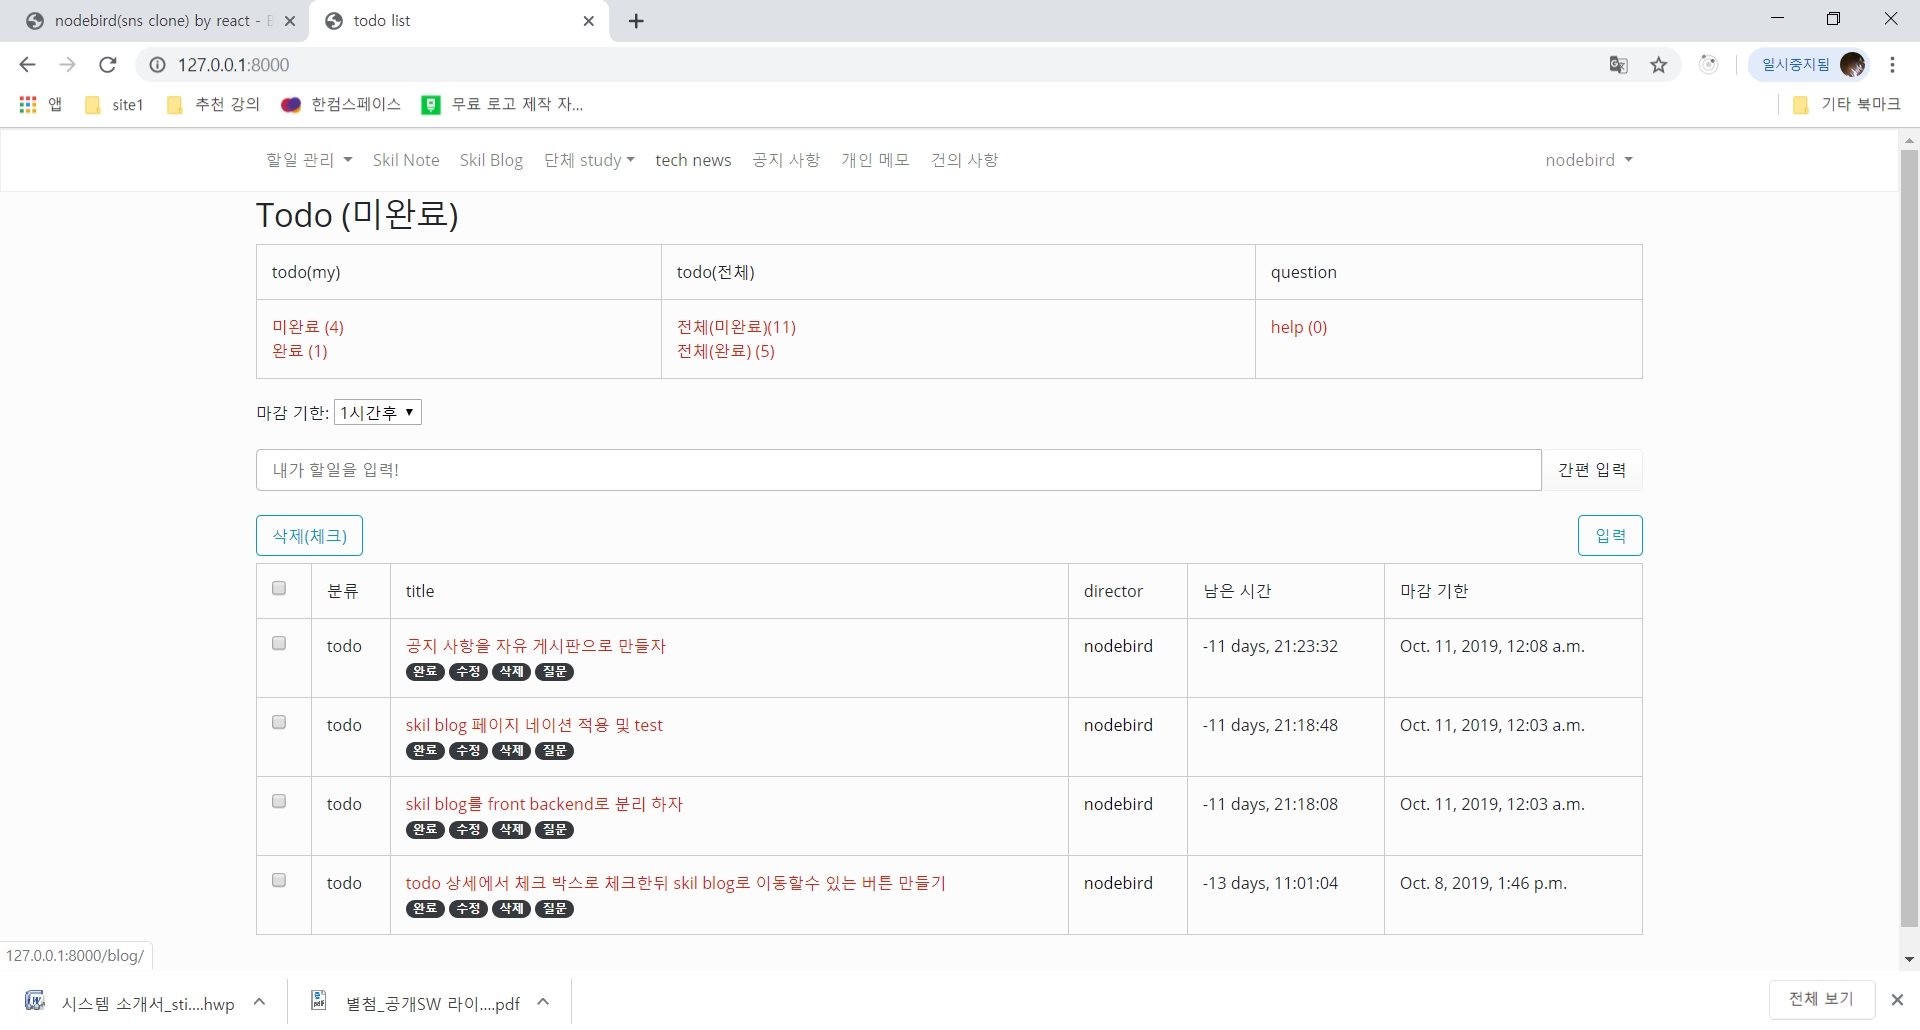 nodebird(sns clone) by react -
todo list
127.0.0.1:8000
일시중지됨
앱
site1
추천 강의
한컴스페이스
무료 로고 제작 자...
기타 북마크
할일 관리
Skil Note
Skil Blog
단체 study
tech news
공지 사항
개인 메모
건의 사항
nodebird
Todo (미완료)
todo(my)
todo(전체)
question
미완료 (4)
완료 (1)
전체(미완료)(11)
전체(완료) (5)
help (0)
마감 기한: 1시간후
내가 할일을 입력!
간편 입력
삭제(체크)
입력
분류
title
director
남은 시간
마감 기한
todo
공지 사항을 자유 게시판으로 만들자
완료 수정 삭제 질문
nodebird
-11 days, 21:23:32
Oct. 11, 2019, 12:08 a.m.
todo
skil blog 페이지 네이션 적용 및 test
완료 수정 삭제 질문
nodebird
-11 days, 21:18:48
Oct. 11, 2019, 12:03 a.m.
todo
skil blog를 front backend로 분리 하자
완료 수정 삭제 질문
nodebird
-11 days, 21:18:08
Oct. 11, 2019, 12:03 a.m.
todo
todo 상세에서 체크 박스로 체크한뒤 skil blog로 이동할수 있는 버튼 만들기
완료 수정 삭제 질문
nodebird
-13 days, 11:01:04
Oct. 8, 2019, 1:46 p.m.
127.0.0.1:8000/blog/
시스템 소개서_sti....hwp
별첨_공개SW 라이....pdf
전체 보기